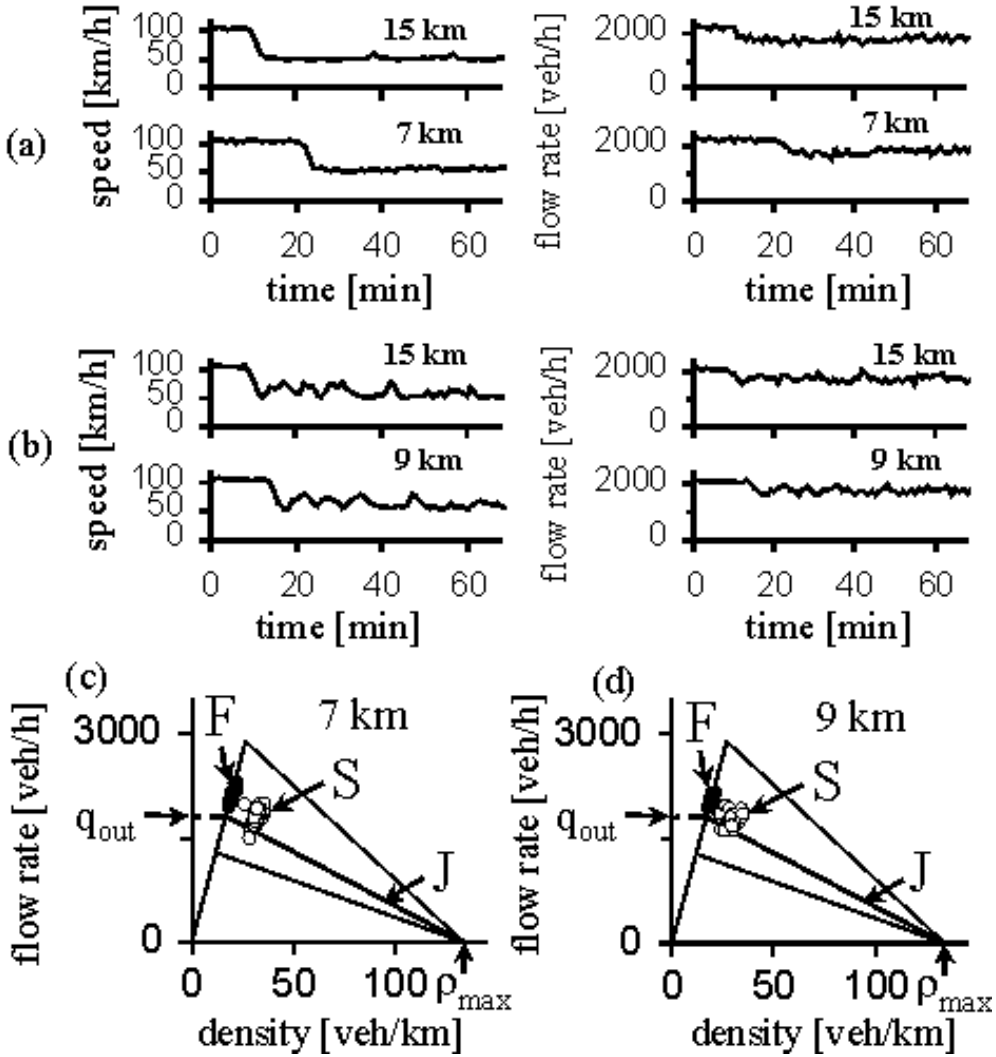 (a)
speed [km/h]
100
50
0
15 km
100
50
0
7 km
0 20 40 60
time [min]
flow rate [veh/h]
2000
0
15 km
2000
0
7 km
0 20 40 60
time [min]
(b)
speed [km/h]
100
50
0
15 km
100
50
0
9 km
0 20 40 60
time [min]
flow rate [veh/h]
2000
0
15 km
2000
0
9 km
0 20 40 60
time [min]
(c)
flow rate [veh/h]
3000
q_out
0
F
7 km
S
J
0 50 100 ρ_max
density [veh/km]
(d)
flow rate [veh/h]
3000
q_out
0
F
9 km
S
J
0 50 100 ρ_max
density [veh/km]